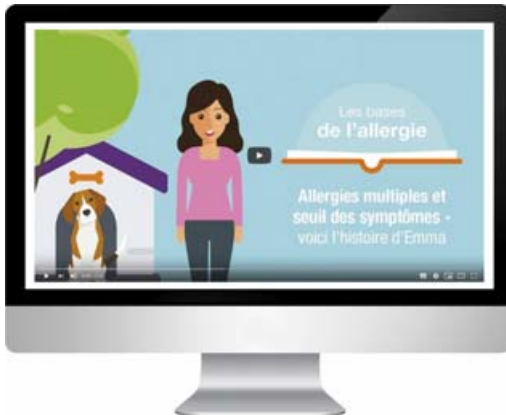 Les bases
de l'allergie
Allergies multiples et
seuil des symptômes -
voici l'histoire d'Emma